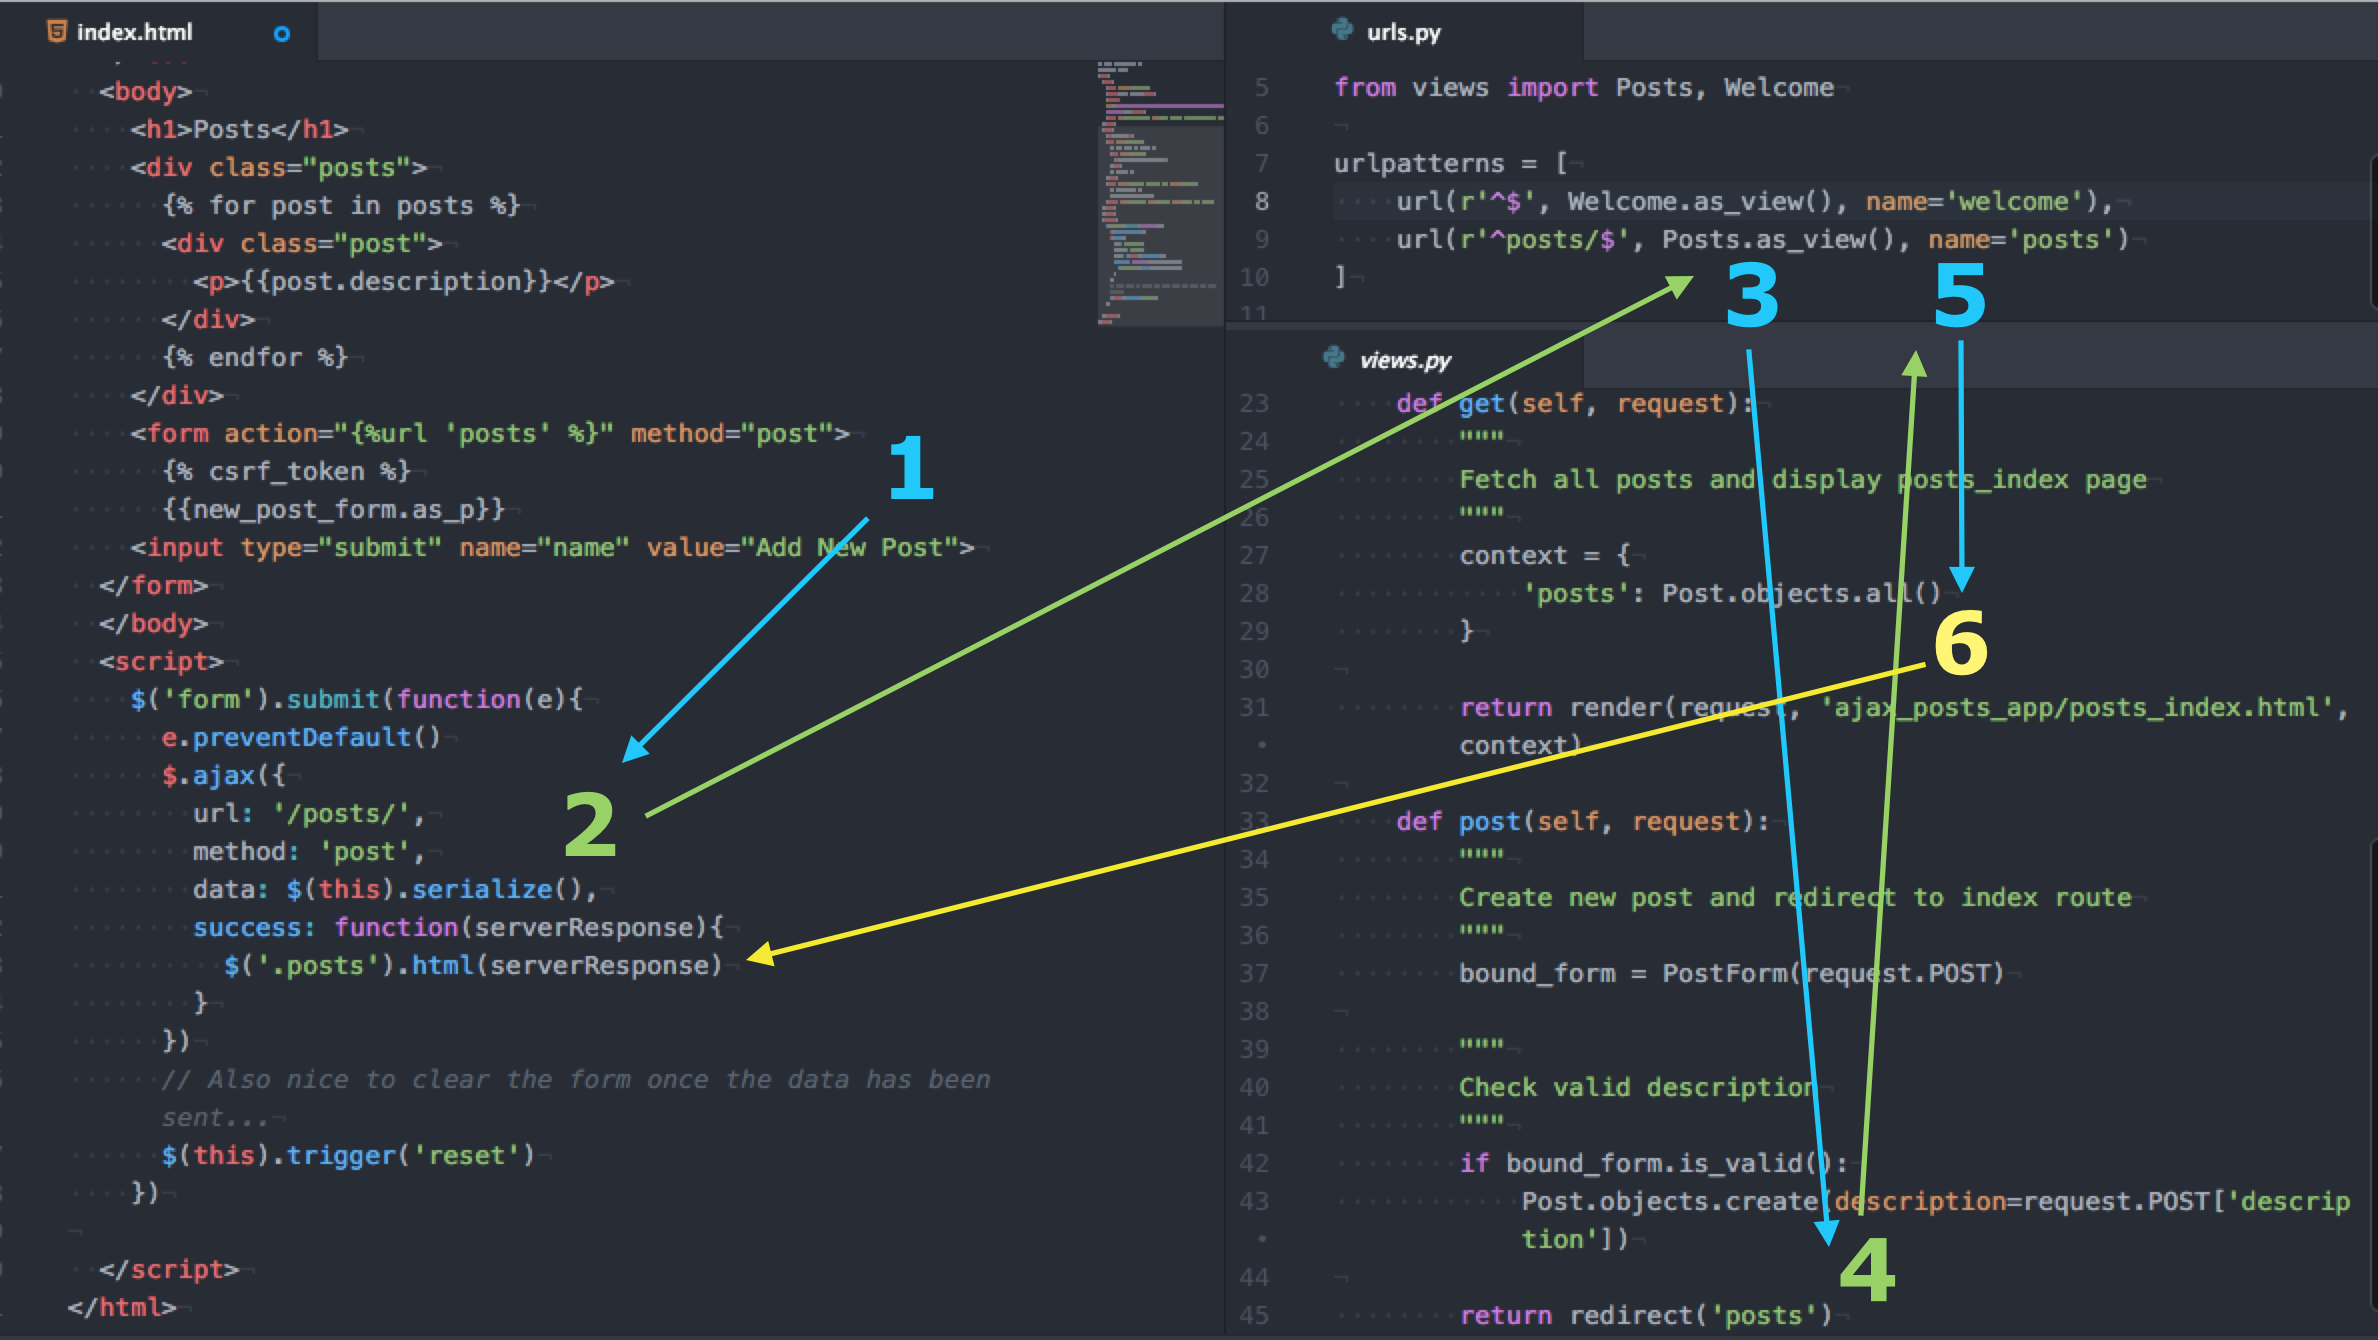 index.html
<body>
<h1>Posts</h1>
<div class="posts">
{% for post in posts %}
<div class="post">
<p>{{post.description}}</p>
</div>
{% endfor %}
</div>
<form action="{%url 'posts' %}" method="post">
{% csrf_token %}
{{new_post_form.as_p}}
<input type="submit" name="name" value="Add New Post">
</form>
</body>
<script>
$('form').submit(function(e){
e.preventDefault()
$.ajax({
url: '/posts/',
method: 'post',
data: $(this).serialize(),
success: function(serverResponse){
$('.posts').html(serverResponse)
}
})
// Also nice to clear the form once the data has been
sent...
$(this).trigger('reset')
})
</script>
</html>
1
2
urls.py
5 from views import Posts, Welcome
6
7 urlpatterns = [
8 url(r'^$', Welcome.as_view(), name='welcome'),
9 url(r'^posts/$', Posts.as_view(), name='posts')
10 ]
11
3
5
views.py
23 def get(self, request):
24 """
25 Fetch all posts and display posts_index page
26 """
27 context = {
28 'posts': Post.objects.all()
29 }
30
31 return render(request, 'ajax_posts_app/posts_index.html',
• context)
32
33 def post(self, request):
34 """
35 Create new post and redirect to index route
36 """
37 bound_form = PostForm(request.POST)
38
39 """
40 Check valid description
41 """
42 if bound_form.is_valid():
43 Post.objects.create(description=request.POST['descrip
• tion'])
44
45 return redirect('posts')
6
4